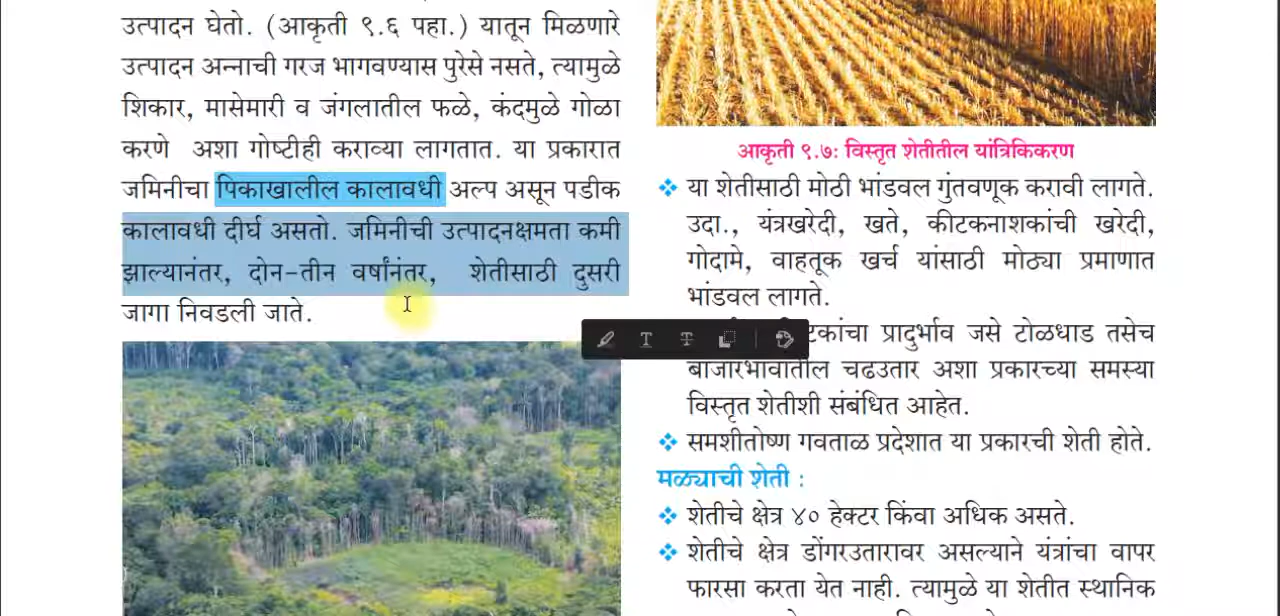 उत्पादन घेतो. (आकृती ९.६ पहा.) यातून मिळणारे
उत्पादन अन्नाची गरज भागवण्यास पुरेसे नसते, त्यामुळे
शिकार, मासेमारी व जंगलातील फळे, कंदमुळे गोळा
करणे अशा गोष्टीही कराव्या लागतात. या प्रकारात
जमिनीचा पिकाखालील कालावधी अल्प असून पडीक
कालावधी दीर्घ असतो. जमिनीची उत्पादनक्षमता कमी
झाल्यानंतर, दोन-तीन वर्षांनंतर, शेतीसाठी दुसरी
जागा निवडली जाते.
आकृती ९.७: विस्तृत शेतीतील यांत्रिकिकरण
❖ या शेतीसाठी मोठी भांडवल गुंतवणूक करावी लागते.
उदा., यंत्रखरेदी, खते, कीटकनाशकांची खरेदी,
गोदामे, वाहतूक खर्च यांसाठी मोठ्या प्रमाणात
भांडवल लागते.
प्रादुर्भाव जसे टोळधाड तसेच
बाजारभावातील चढउतार अशा प्रकारच्या समस्या
विस्तृत शेतीशी संबंधित आहेत.
❖ समशीतोष्ण गवताळ प्रदेशात या प्रकारची शेती होते.
मळ्याची शेती :
❖ शेतीचे क्षेत्र ४० हेक्टर किंवा अधिक असते.
❖ शेतीचे क्षेत्र डोंगरउतारावर असल्याने यंत्रांचा वापर
फारसा करता येत नाही. त्यामुळे या शेतीत स्थानिक